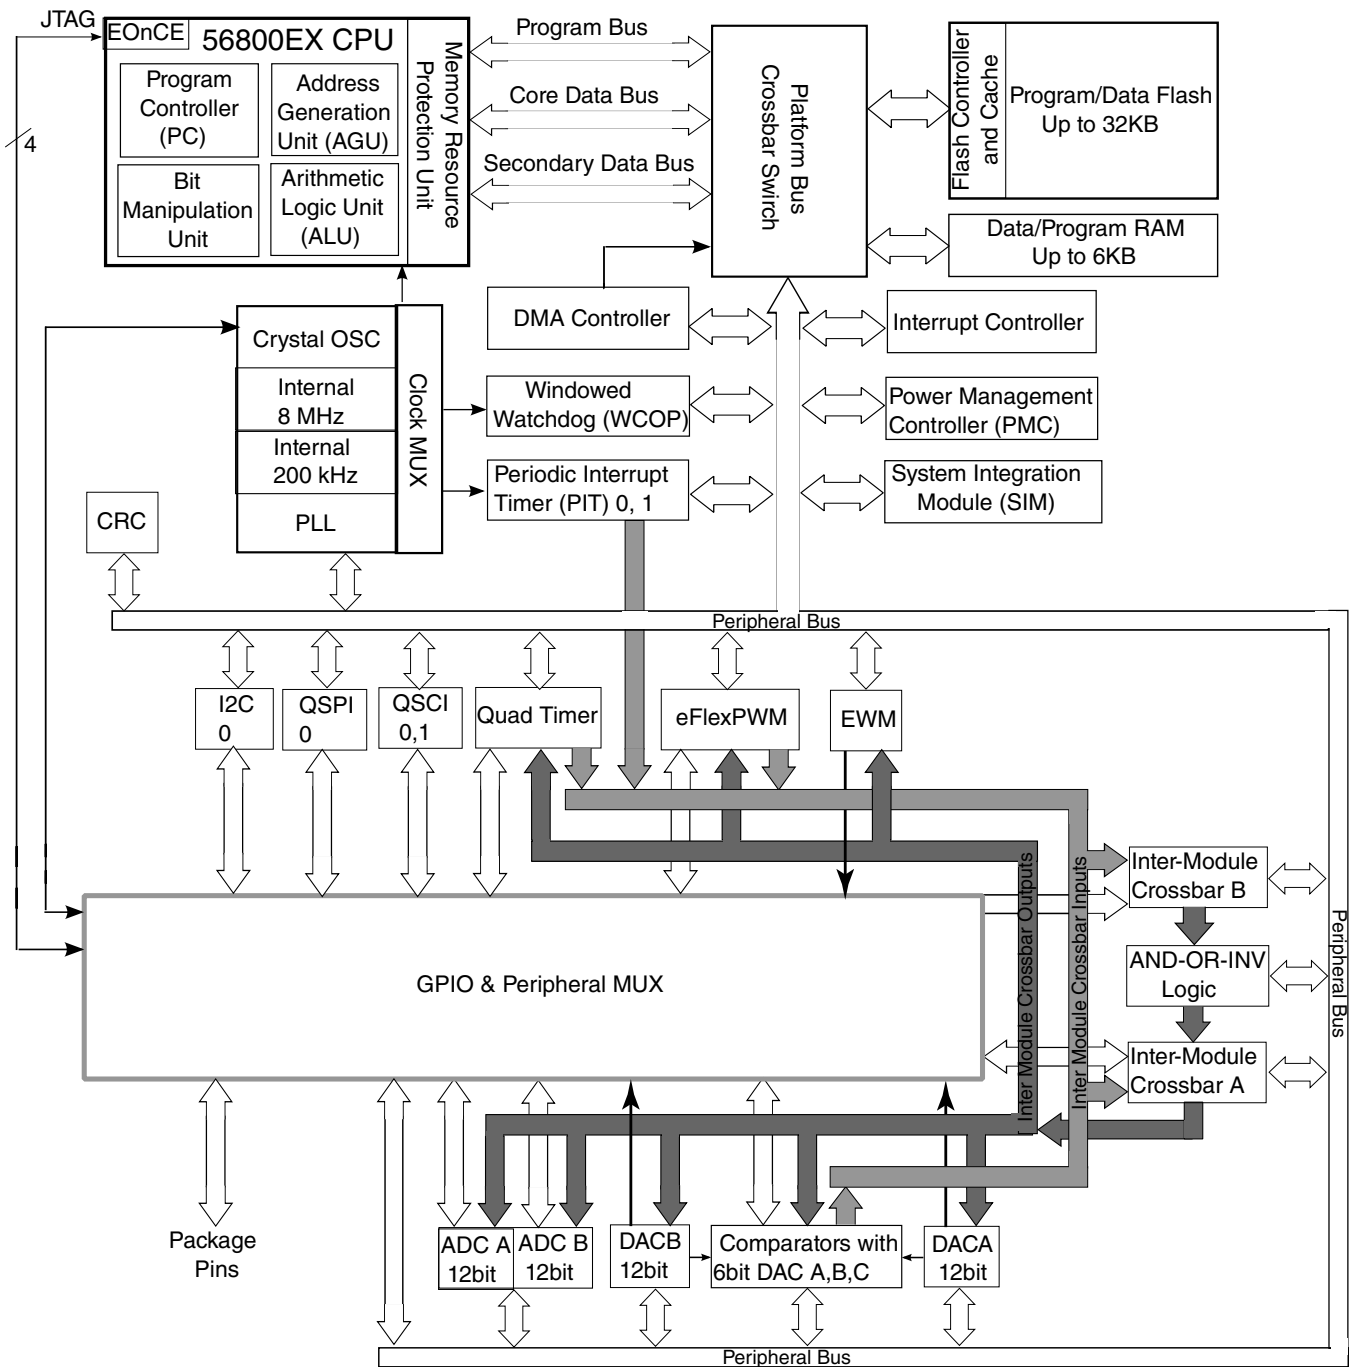 JTAG
4
EOnCE
56800EX CPU
Program
Controller
(PC)
Address
Generation
Unit (AGU)
Bit
Manipulation
Unit
Arithmetic
Logic Unit
(ALU)
Memory Resource
Protection Unit
Program Bus
Core Data Bus
Secondary Data Bus
Platform Bus
Crossbar Swirch
Flash Controller
and Cache
Program/Data Flash
Up to 32KB
Data/Program RAM
Up to 6KB
DMA Controller
Interrupt Controller
Crystal OSC
Internal
8 MHz
Internal
200 kHz
PLL
Clock MUX
Windowed
Watchdog (WCOP)
Power Management
Controller (PMC)
Periodic Interrupt
Timer (PIT) 0, 1
System Integration
Module (SIM)
CRC
Peripheral Bus
I2C
0
QSPI
0
QSCI
0,1
Quad Timer
eFlexPWM
EWM
Inter Module Crossbar Outputs
Inter Module Crossbar Inputs
Inter-Module
Crossbar B
AND-OR-INV
Logic
Inter-Module
Crossbar A
Peripheral Bus
GPIO & Peripheral MUX
Package
Pins
ADC A
12bit
ADC B
12bit
DACB
12bit
Comparators with
6bit DAC A,B,C
DACA
12bit
Peripheral Bus